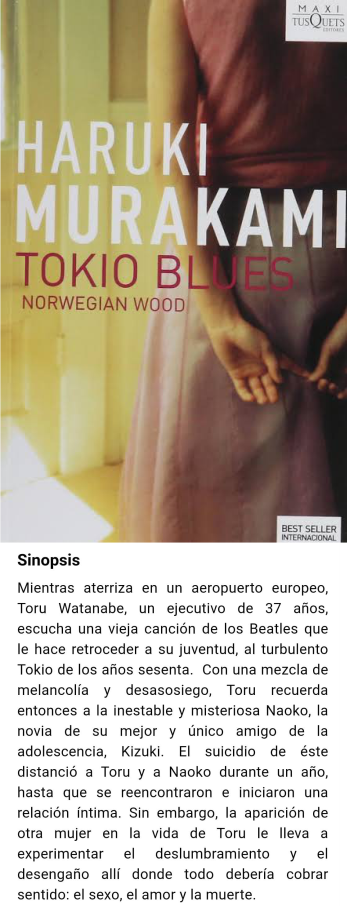 MAXI
TUSQUETS
EDITORES
HARUKI
MURAKAMI
TOKIO BLUES
NORWEGIAN WOOD
BEST SELLER
INTERNACIONAL
Sinopsis
Mientras aterriza en un aeropuerto europeo,
Toru Watanabe, un ejecutivo de 37 años,
escucha una vieja canción de los Beatles que
le hace retroceder a su juventud, al turbulento
Tokio de los años sesenta. Con una mezcla de
melancolía y desasosiego, Toru recuerda
entonces a la inestable y misteriosa Naoko, la
novia de su mejor y único amigo de la
adolescencia, Kizuki. El suicidio de éste
distanció a Toru y a Naoko durante un año,
hasta que se reencontraron e iniciaron una
relación íntima. Sin embargo, la aparición de
otra mujer en la vida de Toru le lleva a
experimentar el deslumbramiento y el
desengaño allí donde todo debería cobrar
sentido: el sexo, el amor y la muerte.